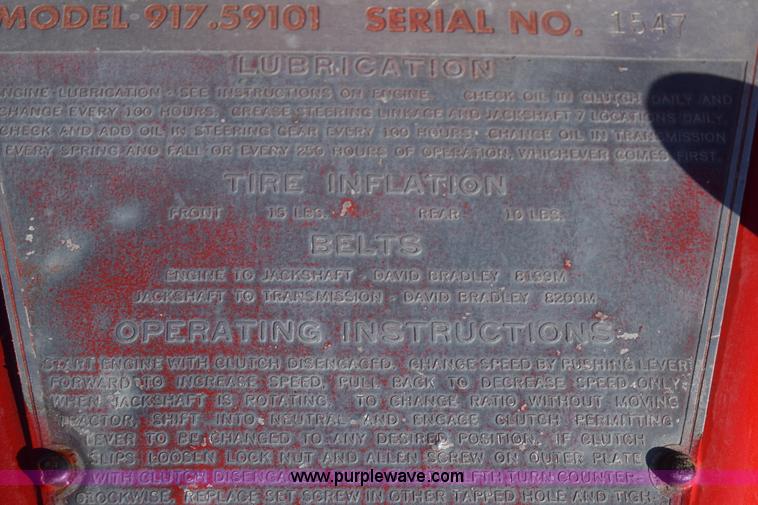 MODEL 917.59101 SERIAL NO. 1547
LUBRICATION
ENGINE LUBRICATION - SEE INSTRUCTIONS ON ENGINE. CHECK OIL IN CLUTCH DAILY AND
CHANGE EVERY 100 HOURS. GREASE STEERING LINKAGE AND JACKSHAFT 7 LOCATIONS DAILY.
CHECK AND ADD OIL IN STEERING GEAR EVERY 100 HOURS. CHANGE OIL IN TRANSMISSION
EVERY SPRING AND FALL OR EVERY 250 HOURS OF OPERATION, WHICHEVER COMES FIRST.
TIRE INFLATION
FRONT 15 LBS. REAR 10 LBS.
BELTS
ENGINE TO JACKSHAFT - DAVID BRADLEY 8199M
JACKSHAFT TO TRANSMISSION - DAVID BRADLEY 8200M
OPERATING INSTRUCTIONS
START ENGINE WITH CLUTCH DISENGAGED. CHANGE SPEED BY PUSHING LEVER
FORWARD TO INCREASE SPEED, PULL BACK TO DECREASE SPEED ONLY
WHEN JACKSHAFT IS ROTATING. TO CHANGE RATIO WITHOUT MOVING
TRACTOR, SHIFT INTO NEUTRAL AND ENGAGE CLUTCH PERMITTING
LEVER TO BE CHANGED TO ANY DESIRED POSITION. IF CLUTCH
SLIPS LOOSEN LOCK NUT AND ALLEN SCREW ON OUTER PLATE
WITH CLUTCH TURN COUNTER-
www.purplewave.com
CLOCKWISE. REPLACE SET SCREW IN OTHER TAPPED HOLE AND TIGH-